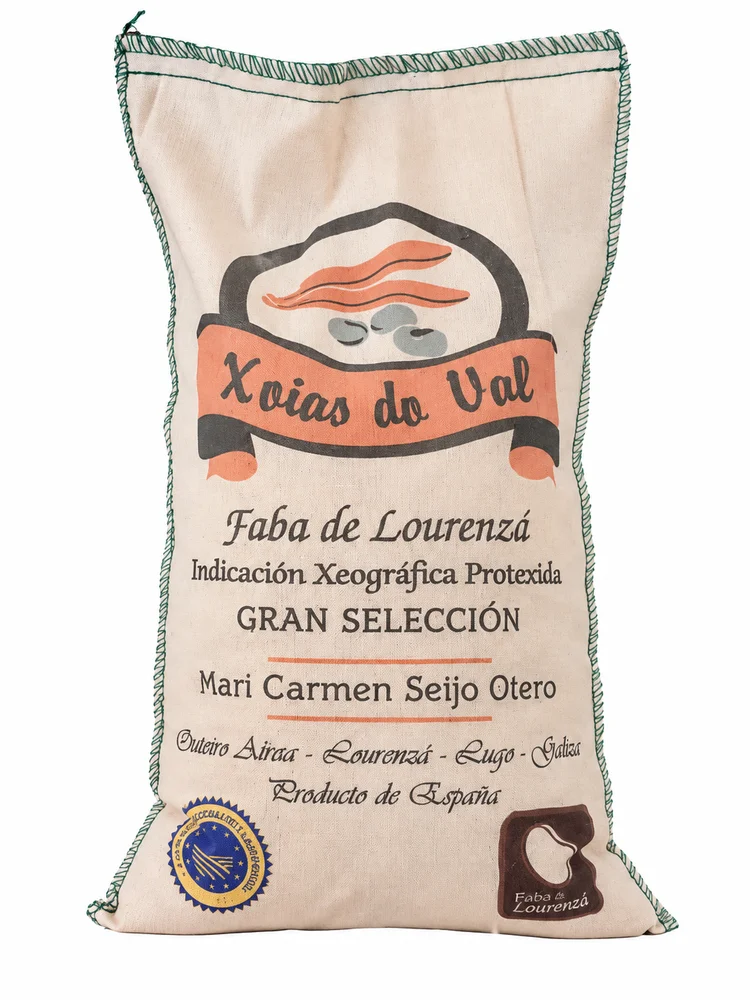 Xoias do Val
Faba de Lourenzá
Indicación Xeográfica Protexida
GRAN SELECCIÓN
Mari Carmen Seijo Otero
Outeiro Airaa - Lourenzá - Lugo - Galiza
Producto de España
Faba de
Lourenzá